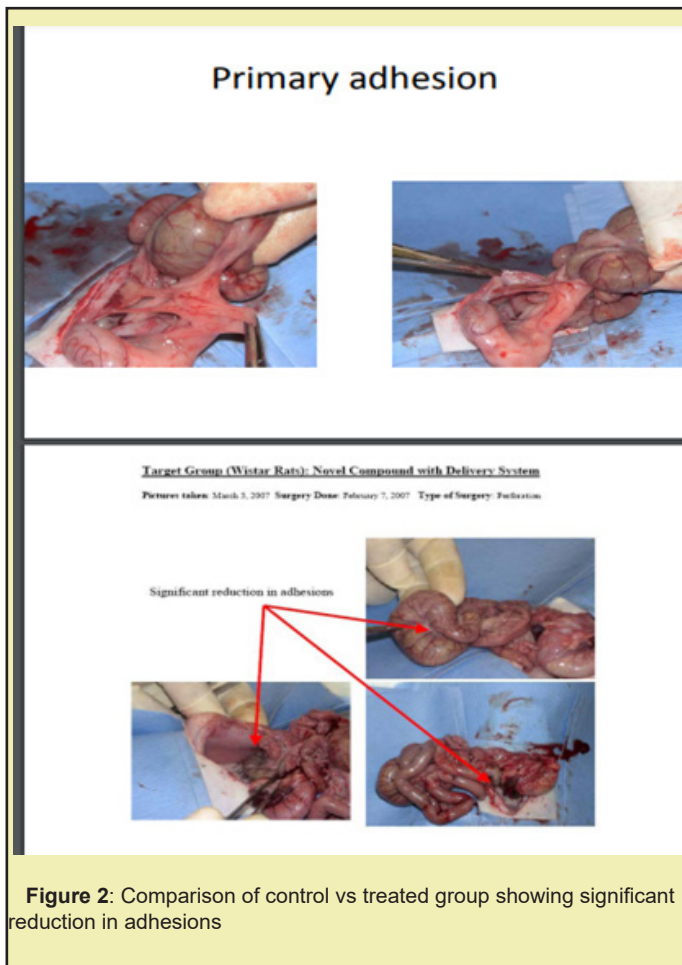 Primary adhesion
Target Group (Wistar Rats): Novel Compound with Delivery System
Pictures taken: March 3, 2007 Surgery Done: February 7, 2007 Type of Surgery: Perforation
Significant reduction in adhesions
Figure 2: Comparison of control vs treated group showing significant
reduction in adhesions